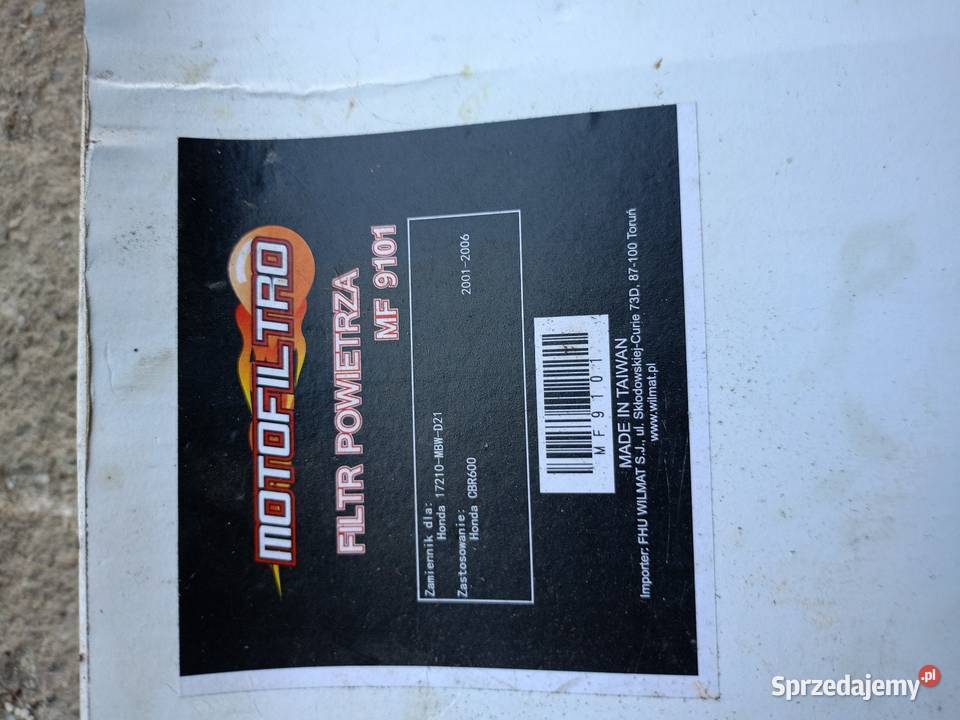 MOTOFILTRO
FILTR POWIETRZA
MF 9101
Zamiennik dla:
Honda 17210-MBW-D21
Zastosowanie:
Honda CBR600 2001-2006
MF9101
MADE IN TAIWAN
Importer: FHU WILMAT S.J., ul. Skłodowskiej-Curie 73D, 87-100 Toruń
www.wilmat.pl
Sprzedajemy.pl